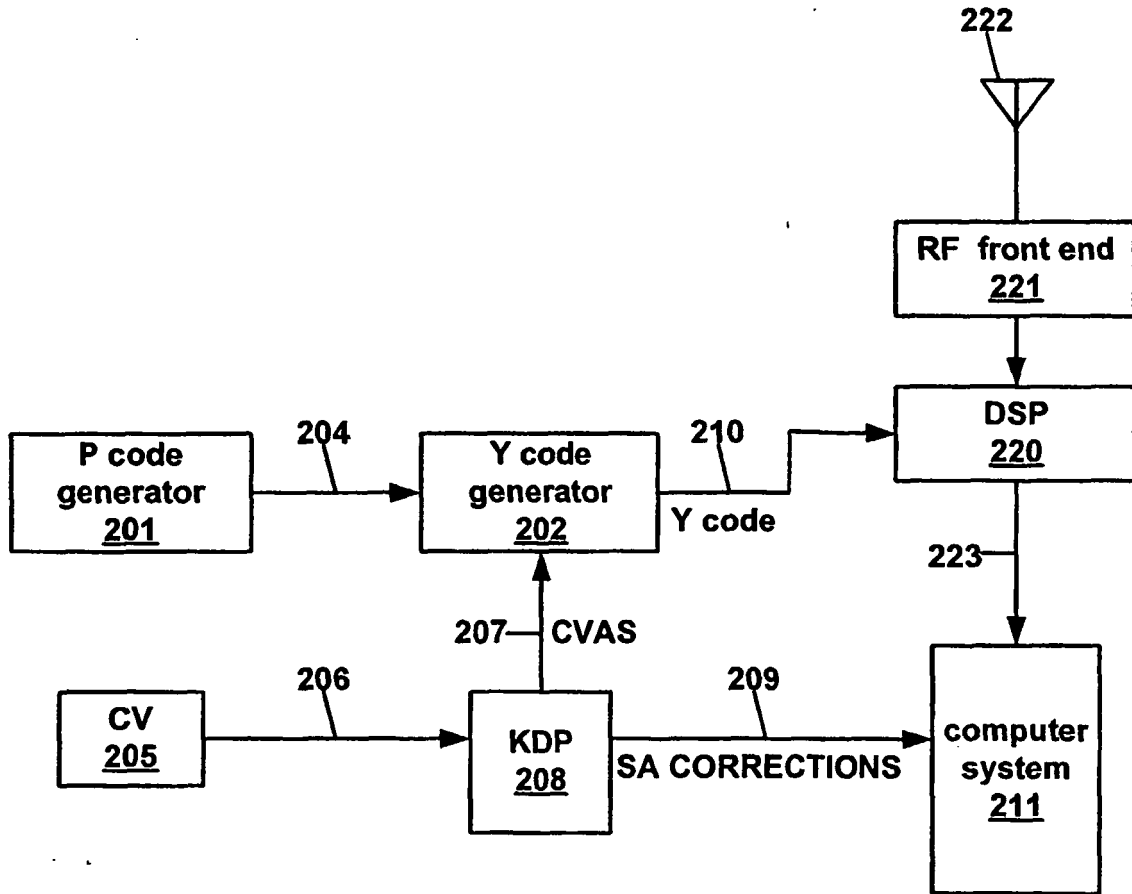 222
RF front end
221
DSP
220
204
210
P code
generator
201
Y code
generator
202
Y code
223
207
CVAS
206
209
CV
205
KDP
208
SA CORRECTIONS
computer
system
211